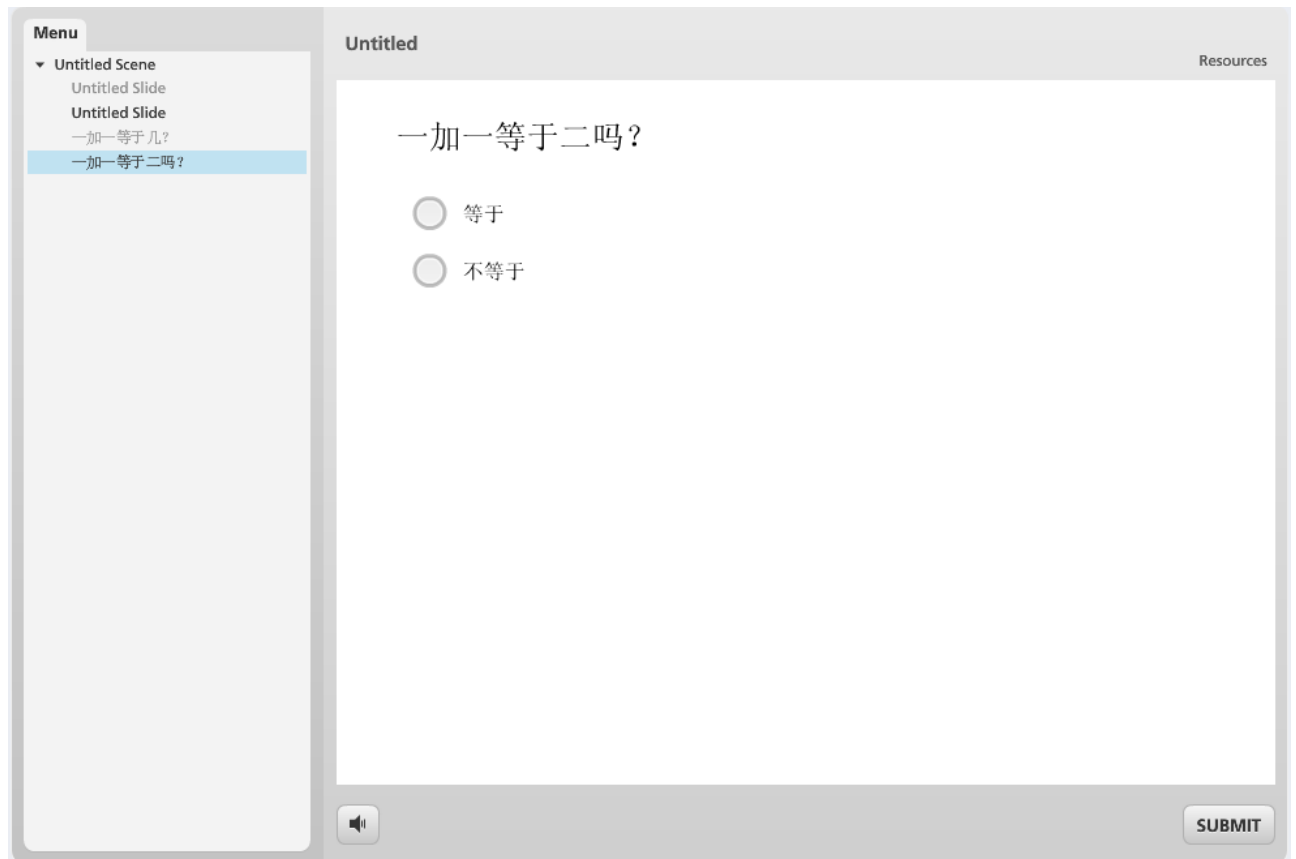 Menu
Untitled Scene
Untitled Slide
Untitled Slide
一加一等于几?
一加一等于二吗?
Untitled
Resources
一加一等于二吗?
等于
不等于
SUBMIT